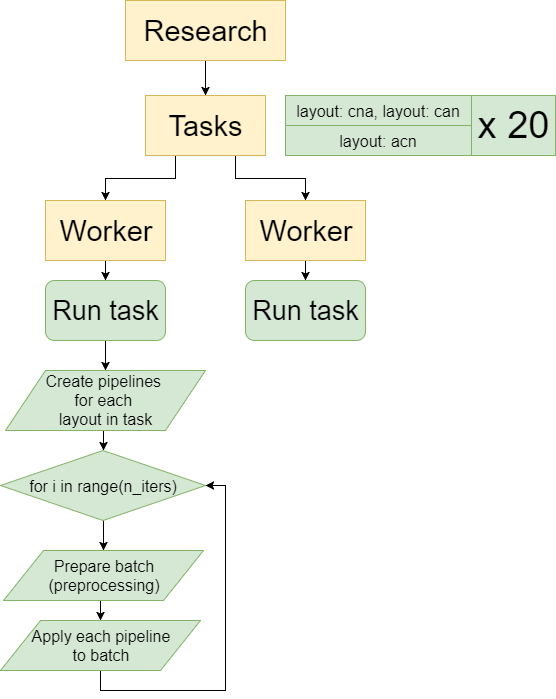 Research
Tasks
layout: cna, layout: can
layout: acn
x 20
Worker
Worker
Run task
Run task
Create pipelines
for each
layout in task
for i in range(n_iters)
Prepare batch
(preprocessing)
Apply each pipeline
to batch